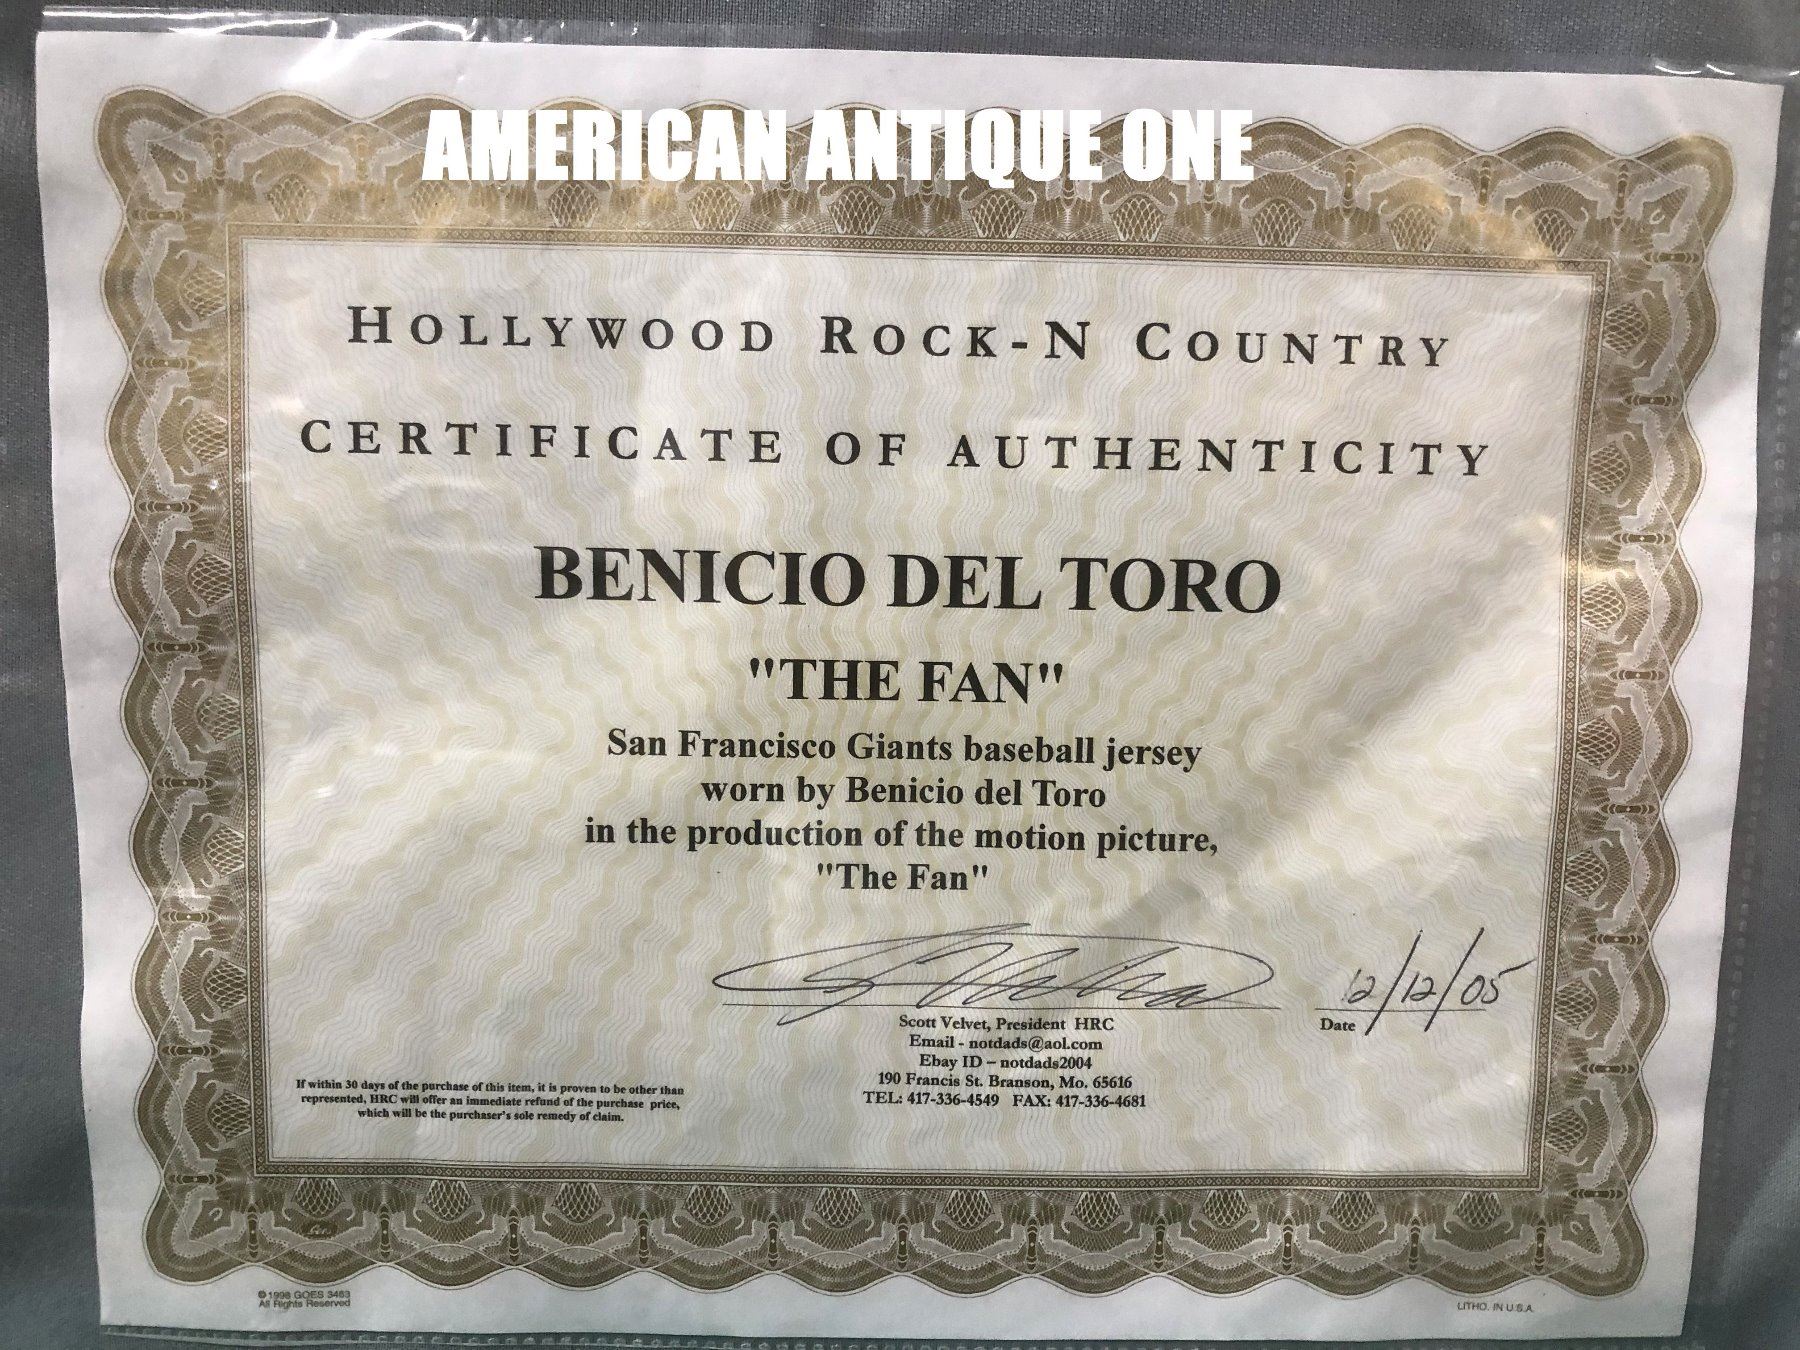 AMERICAN ANTIQUE ONE
HOLLYWOOD ROCK-N COUNTRY
CERTIFICATE OF AUTHENTICITY
BENICIO DEL TORO
"THE FAN"
San Francisco Giants baseball jersey
worn by Benicio del Toro
in the production of the motion picture,
"The Fan"
12/12/05
Scott Velvet, President HRC
Date
Email - notdads@aol.com
Ebay ID – notdads2004
190 Francis St. Branson, Mo. 65616
TEL: 417-336-4549 FAX: 417-336-4681
If within 30 days of the purchase of this item, it is proven to be other than
represented, HRC will offer an immediate refund of the purchase price,
which will be the purchaser's sole remedy of claim.
© 1998 GOES 3463
All Rights Reserved
LITHO. IN U.S.A.